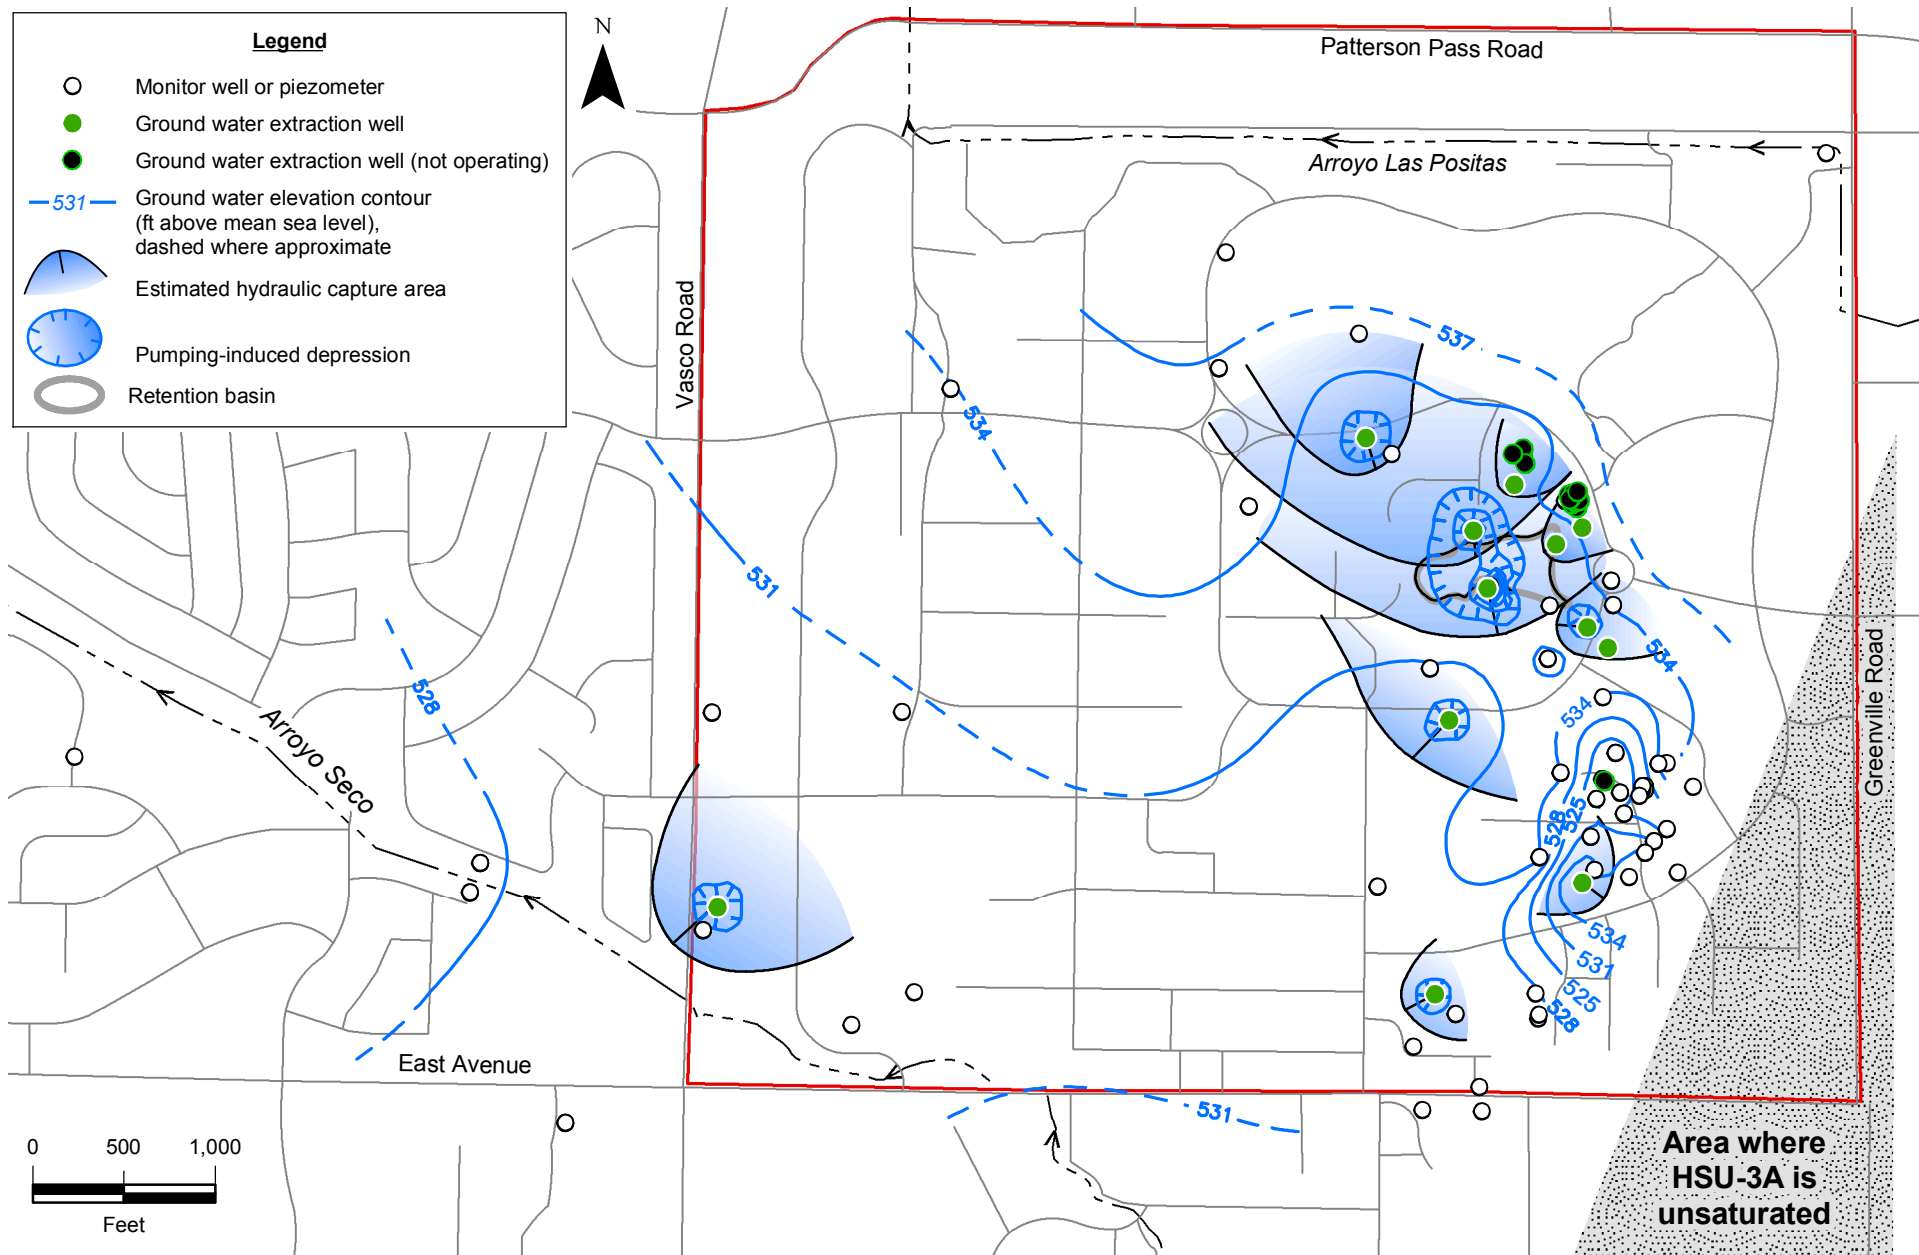 Legend
Monitor well or piezometer
Ground water extraction well
Ground water extraction well (not operating)
531
Ground water elevation contour
(ft above mean sea level),
dashed where approximate
Estimated hydraulic capture area
Pumping-induced depression
Retention basin
N
Patterson Pass Road
Arroyo Las Positas
Vasco Road
537
534
531
528
Arroyo Seco
534
534
528
525
534
531
525
528
Greenville Road
East Avenue
531
0 500 1,000
Feet
Area where
HSU-3A is
unsaturated